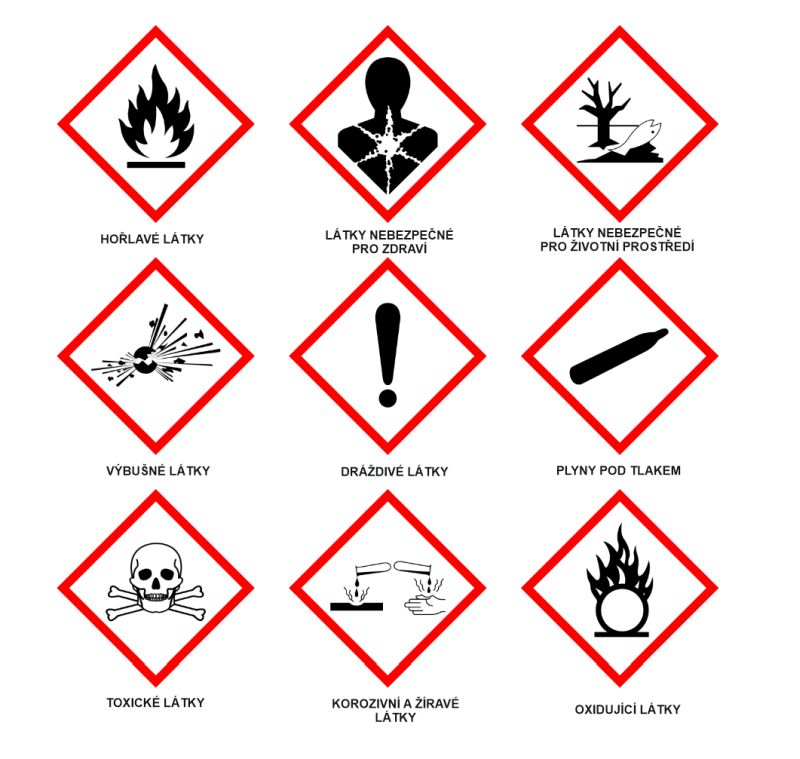 HOŘLAVÉ LÁTKY
LÁTKY NEBEZPEČNÉ
PRO ZDRAVÍ
LÁTKY NEBEZPEČNÉ
PRO ŽIVOTNÍ PROSTŘEDÍ
VÝBUŠNÉ LÁTKY
DRÁŽDIVÉ LÁTKY
PLYNY POD TLAKEM
TOXICKÉ LÁTKY
KOROZIVNÍ A ŽÍRAVÉ
LÁTKY
OXIDUJÍCÍ LÁTKY